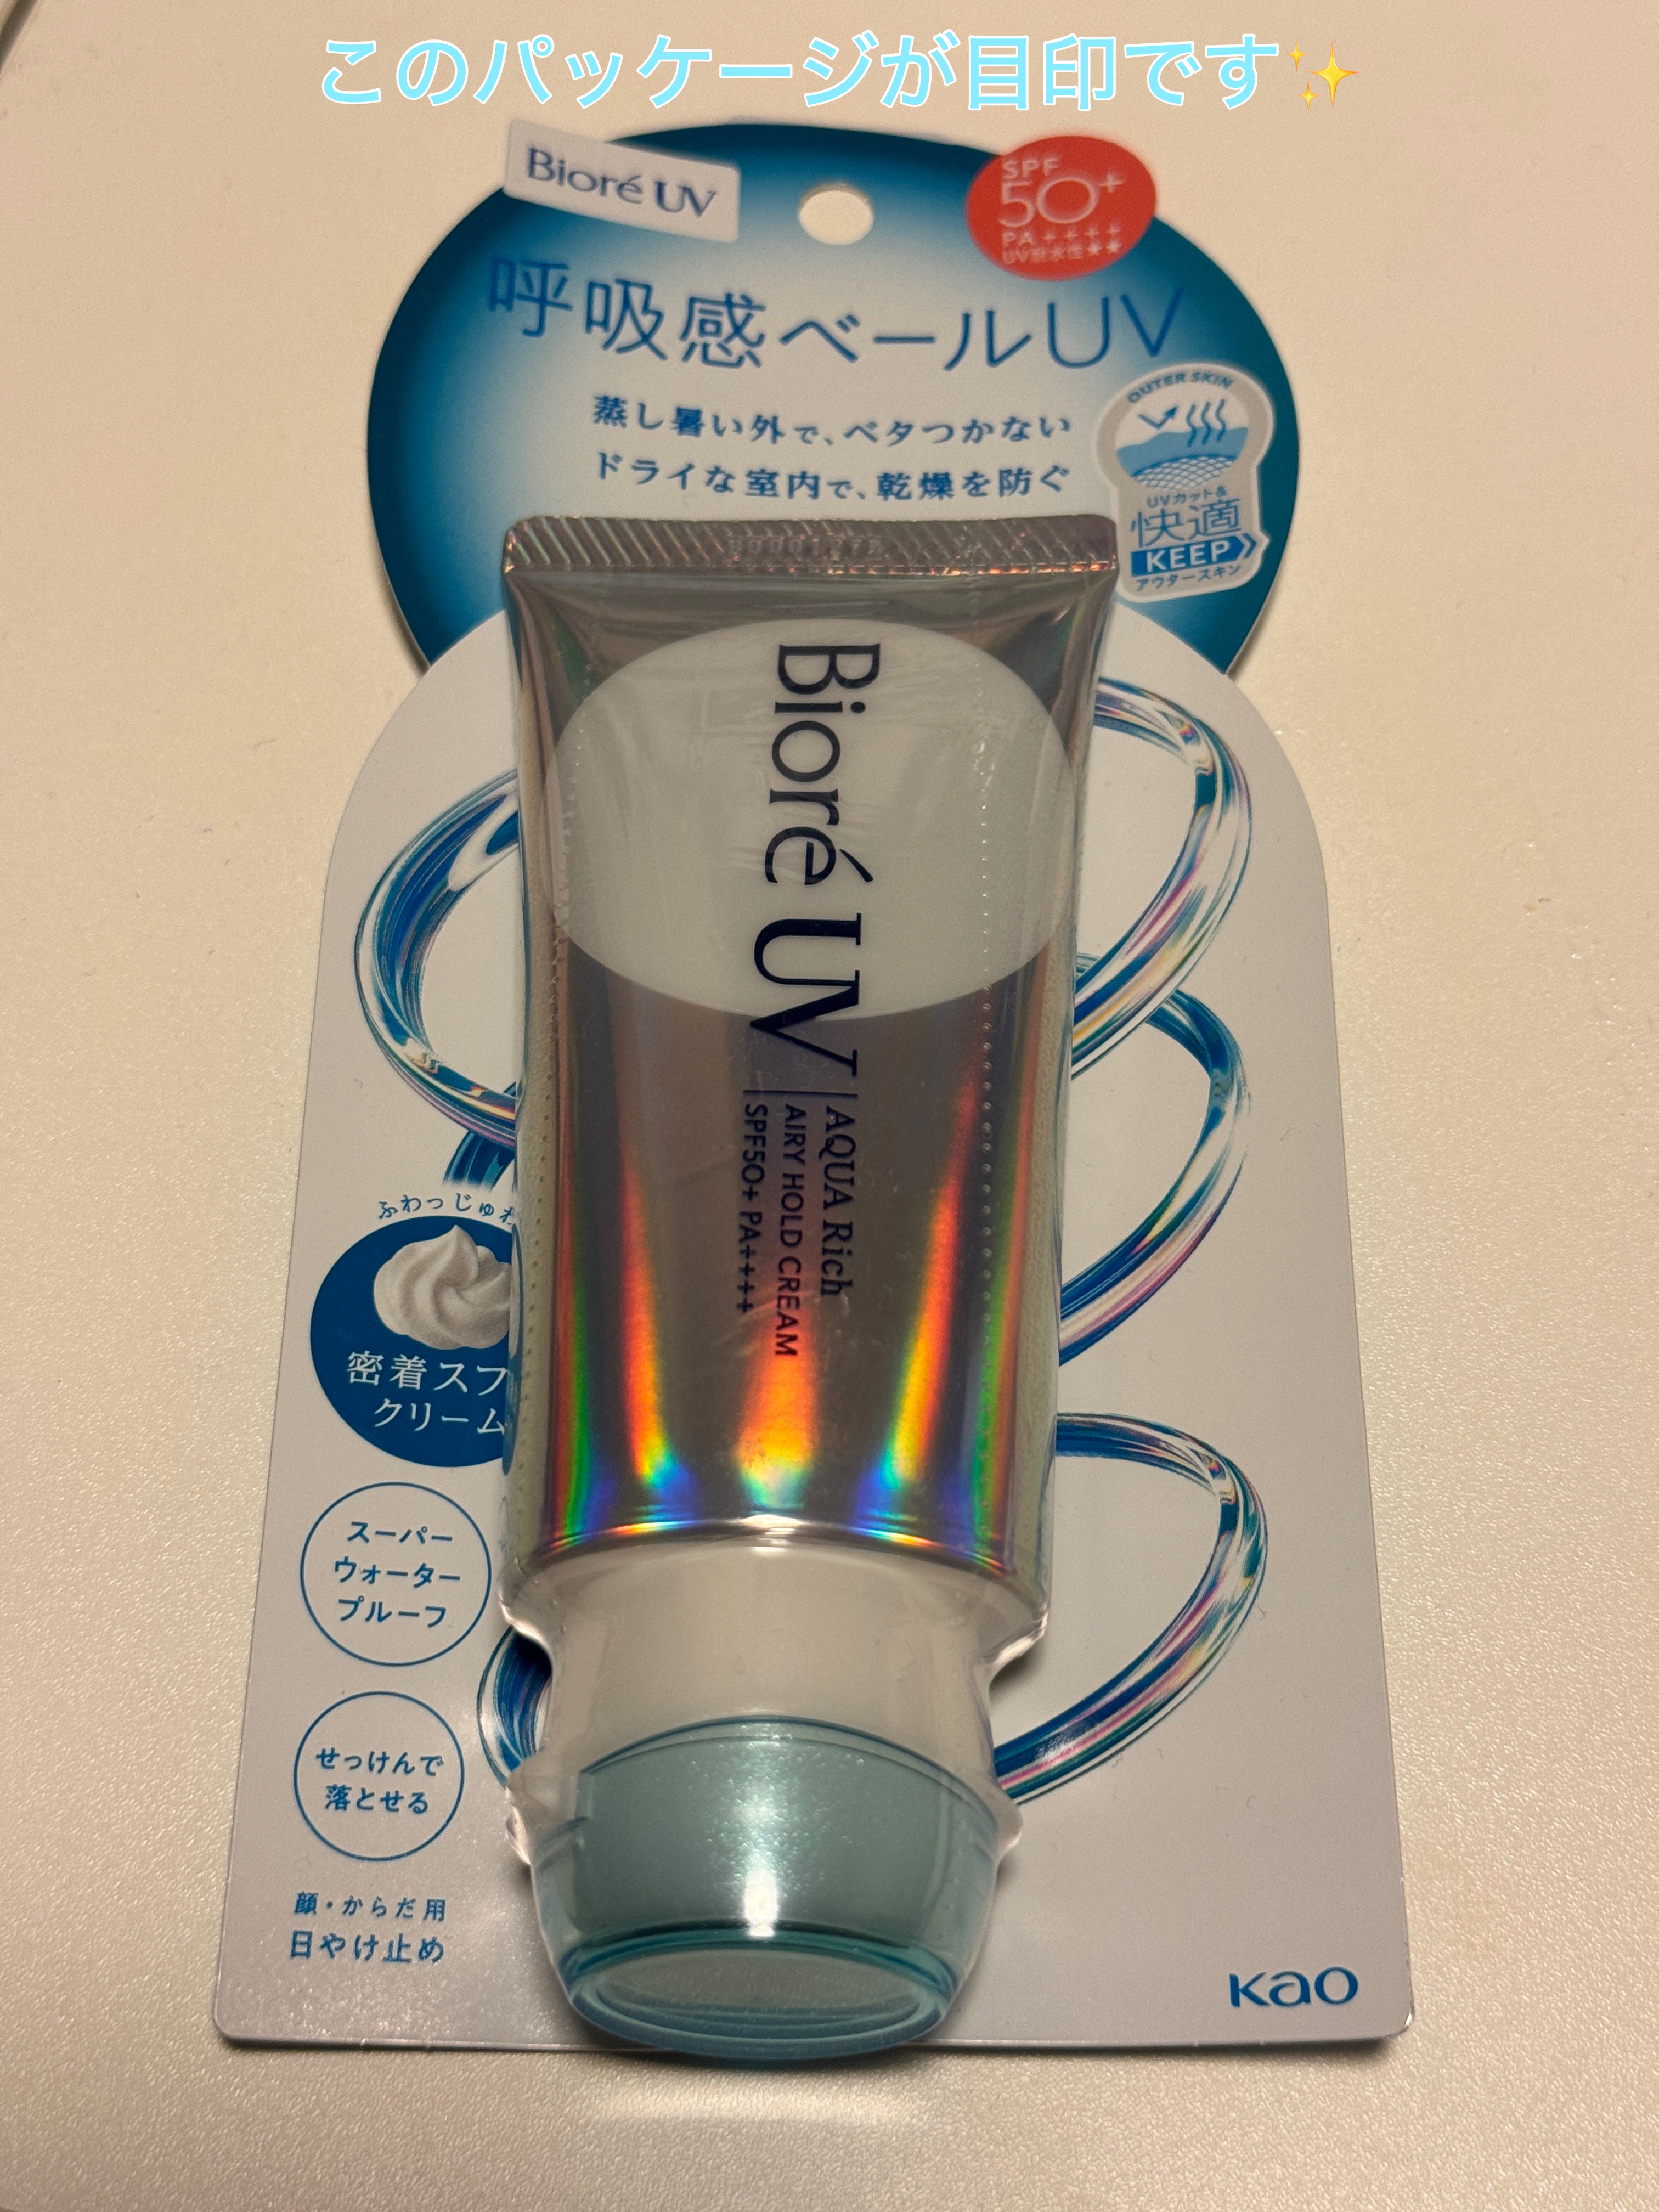 このパッケージが目印です✨
Bioré UV
SPF
50+
PA++++
UV耐水性★★
呼吸感ベールUV
蒸し暑い外で、ベタつかない
ドライな室内で、乾燥を防ぐ
OUTER SKIN
UVカット&
快適
KEEP
アウタースキン
Bioré UV
AQUA Rich
AIRY HOLD CREAM
SPF50+ PA++++
ふわっじゅわ
密着スフ
クリーム
スーパー
ウォーター
プルーフ
せっけんで
落とせる
顔・からだ用
日やけ止め
Kao